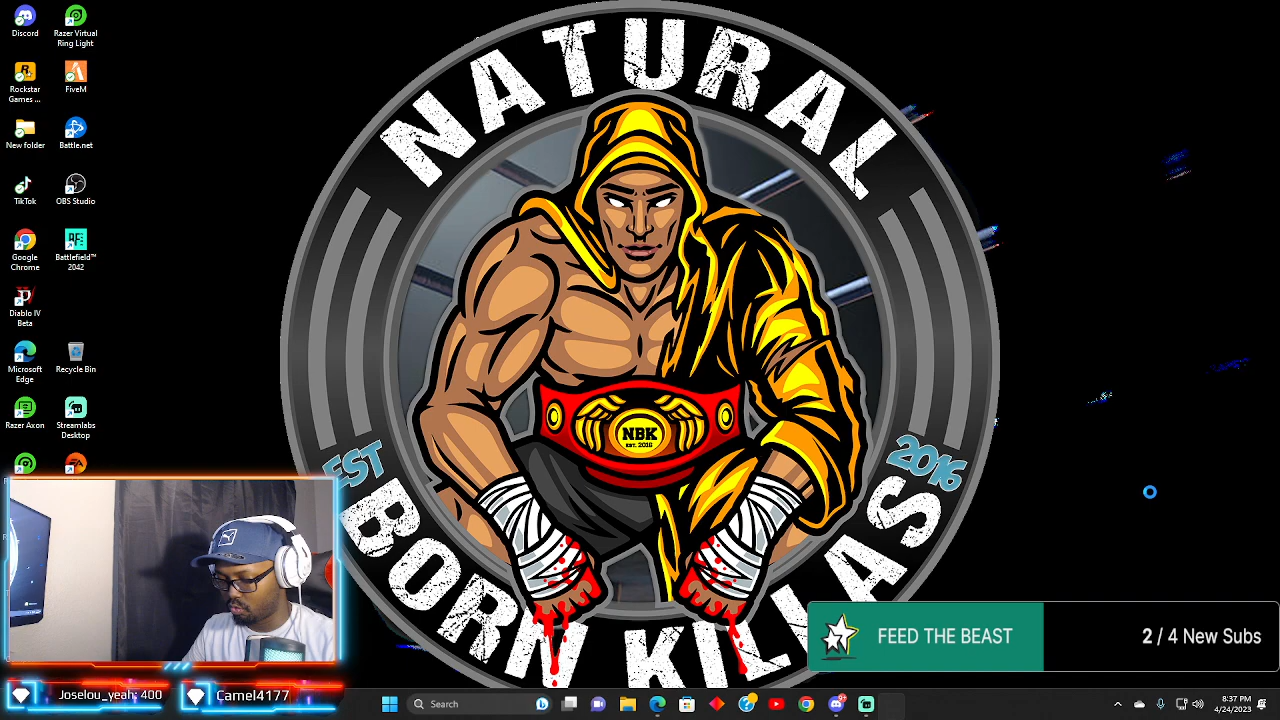 Discord
Razer Virtual
Ring Light
Rockstar
Games ...
FiveM
New folder
Battle.net
TikTok
OBS Studio
Google
Chrome
Battlefield™
2042
Diablo IV
Beta
Microsoft
Edge
Recycle Bin
Razer Axon
Streamlabs
Desktop
NATURAL
NBK
EST. 2016
EST
2016
BORN KILLAS
FEED THE BEAST
2 / 4 New Subs
Joselou_yeah: 400
Camel4177
Search
8:37 PM
4/24/2023